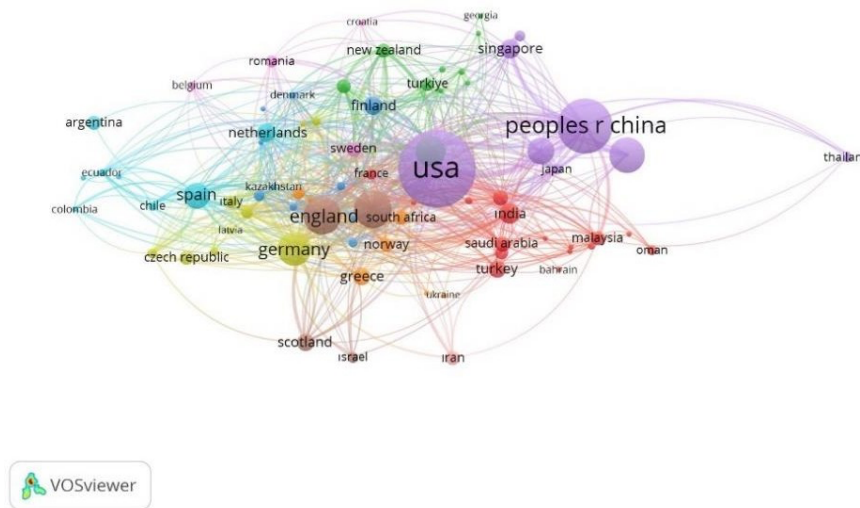 croatia
georgia
new zealand
singapore
romania
belgium
turkiye
denmark
finland
argentina
netherlands
peoples r china
sweden
usa
thailan
ecuador
france
japan
kazakhstan
chile
spain
italy
colombia
england
south africa
india
latvia
czech republic
germany
norway
saudi arabia
malaysia
oman
greece
turkey
bahrain
ukraine
scotland
israel
iran
VOSviewer